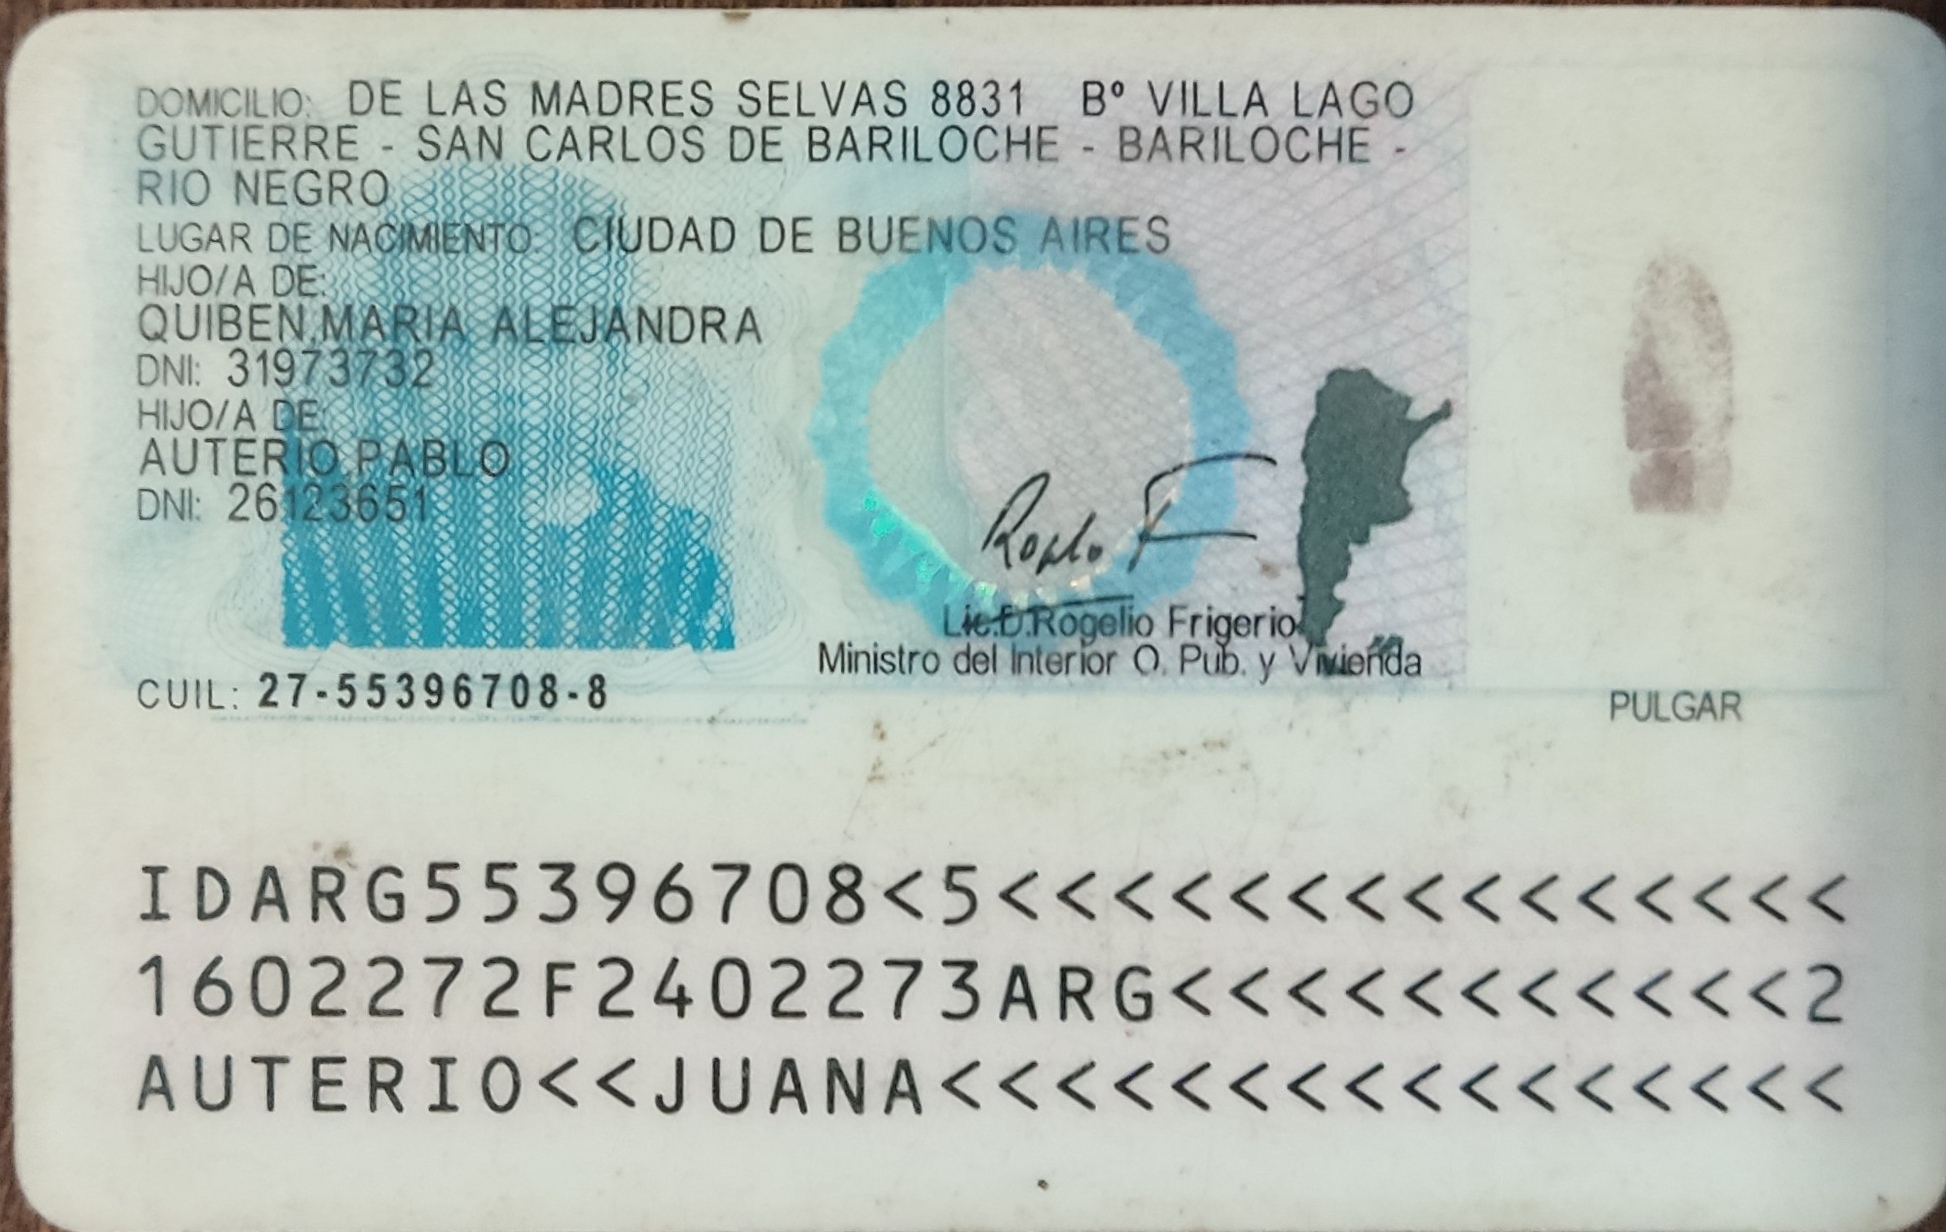 DOMICILIO: DE LAS MADRES SELVAS 8831 Bº VILLA LAGO
GUTIERRE - SAN CARLOS DE BARILOCHE - BARILOCHE -
RIO NEGRO
LUGAR DE NACIMIENTO: CIUDAD DE BUENOS AIRES
HIJO/A DE:
QUIBEN MARIA ALEJANDRA
DNI: 31973732
HIJO/A DE:
AUTERIO PABLO
DNI: 26123651
Lic. D. Rogelio Frigerio
Ministro del Interior O. Pub. y Vivienda
CUIL: 27-55396708-8
PULGAR
IDARG55396708<5<<<<<<<<<<<<<<<
1602272F2402273ARG<<<<<<<<<<<2
AUTERIO<<JUANA<<<<<<<<<<<<<<<<